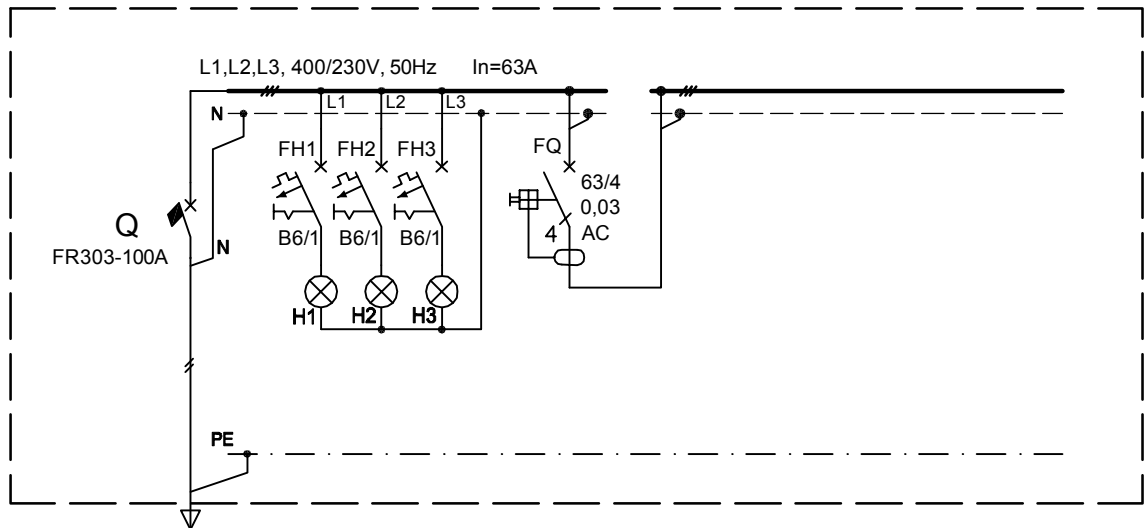 L1,L2,L3, 400/230V, 50Hz In=63A
L1 L2 L3
N
FH1 FH2 FH3 FQ
63/4
0,03
4 AC
Q
FR303-100A
N
B6/1 B6/1 B6/1
H1 H2 H3
PE